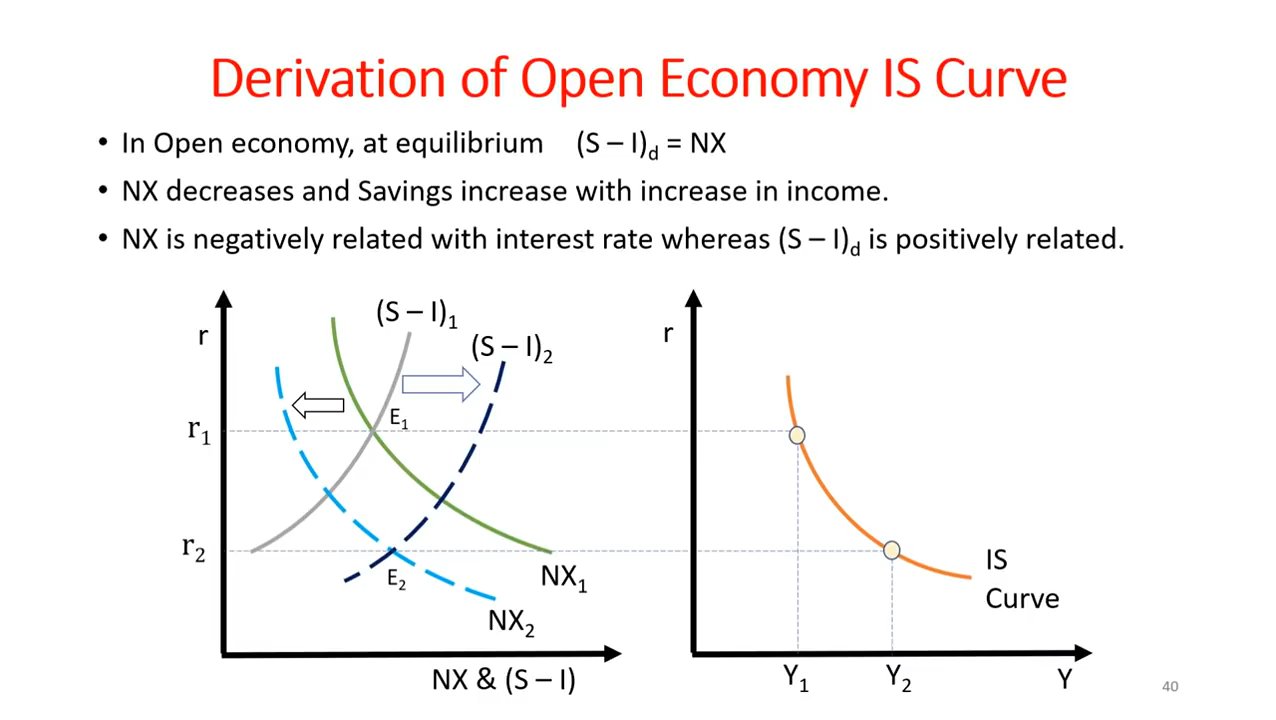 Derivation of Open Economy IS Curve
• In Open economy, at equilibrium (S – I)d = NX
• NX decreases and Savings increase with increase in income.
• NX is negatively related with interest rate whereas (S – I)d is positively related.
r
(S – I)1
(S – I)2
E1
r1
r2
E2
NX1
NX2
NX & (S – I)
r
IS
Curve
Y1
Y2
Y
40